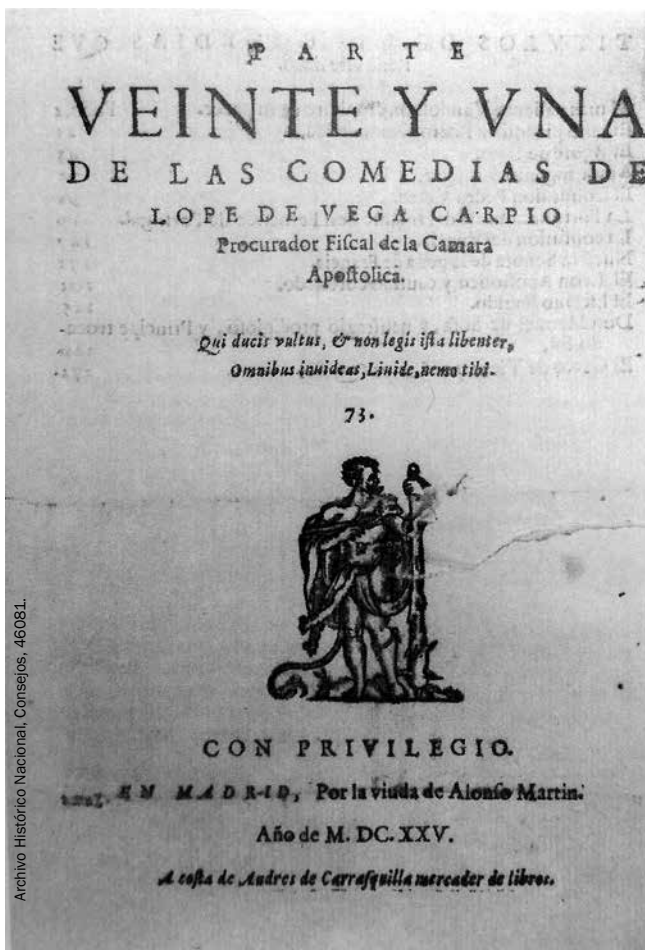 PARTE
VEINTE Y VNA
DE LAS COMEDIAS DE
LOPE DE VEGA CARPIO
Procurador Fiſcal de la Camara
Apoſtolica.
Qui ducis vultus, & non legis iſta libenter,
Omnibus inuideas, Liuide, nemo tibi.
73.
CON PRIVILEGIO.
EN MADRID, Por la viuda de Alonſo Martin.
Año de M. DC. XXV.
A coſta de Andres de Carraſquilla mercader de libros.
Archivo Histórico Nacional, Consejos, 46081.